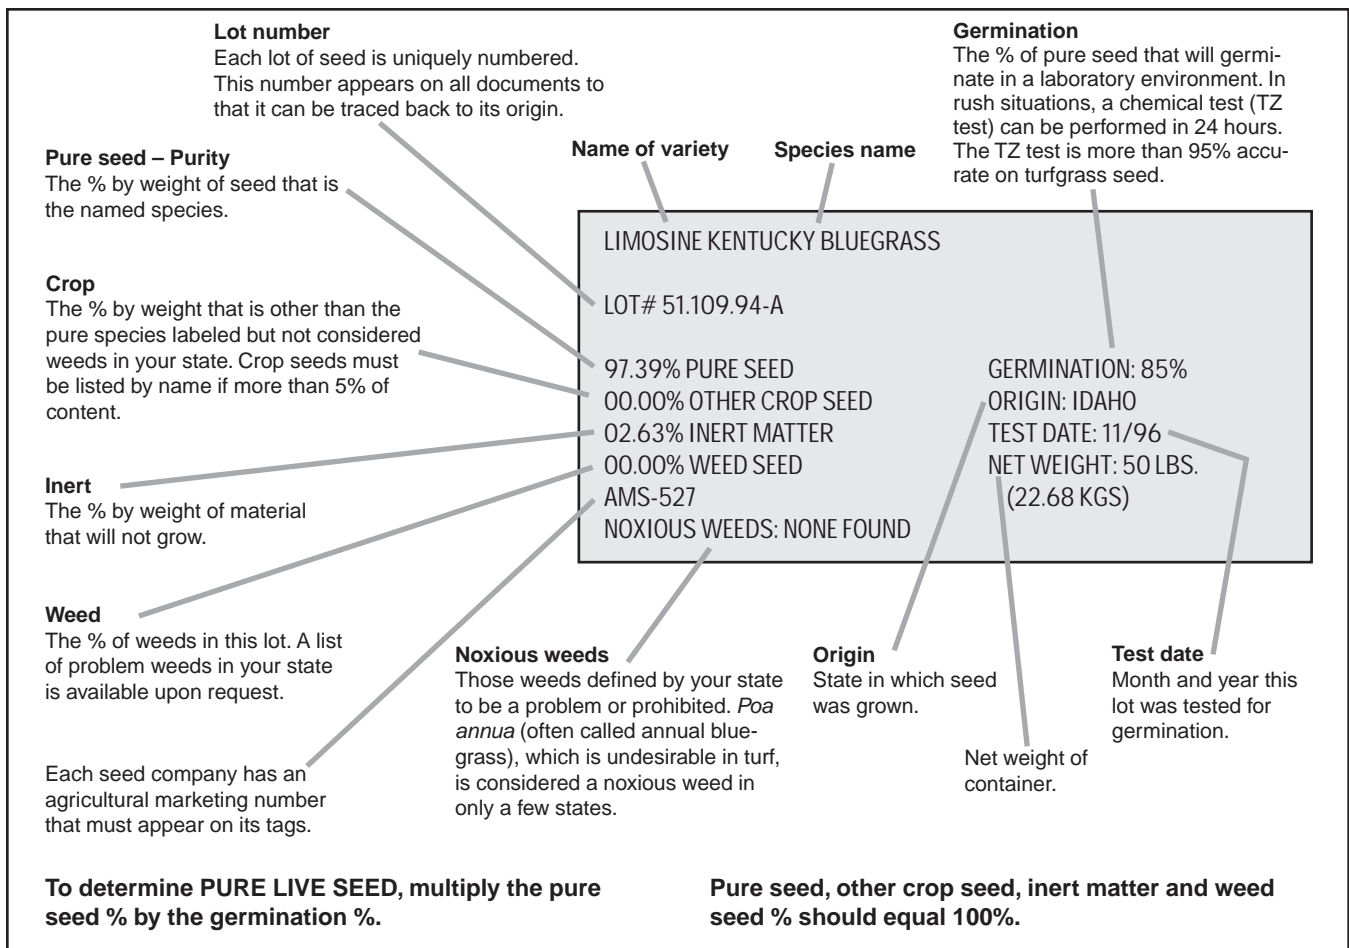 Lot number
Each lot of seed is uniquely numbered.
This number appears on all documents to
that it can be traced back to its origin.
Germination
The % of pure seed that will germi-
nate in a laboratory environment. In
rush situations, a chemical test (TZ
test) can be performed in 24 hours.
The TZ test is more than 95% accu-
rate on turfgrass seed.
Pure seed – Purity
The % by weight of seed that is
the named species.
Name of variety
Species name
Crop
The % by weight that is other than the
pure species labeled but not considered
weeds in your state. Crop seeds must
be listed by name if more than 5% of
content.
Inert
The % by weight of material
that will not grow.
Weed
The % of weeds in this lot. A list
of problem weeds in your state
is available upon request.
Each seed company has an
agricultural marketing number
that must appear on its tags.
LIMOSINE KENTUCKY BLUEGRASS
LOT# 51.109.94-A
97.39% PURE SEED
00.00% OTHER CROP SEED
02.63% INERT MATTER
00.00% WEED SEED
AMS-527
NOXIOUS WEEDS: NONE FOUND
GERMINATION: 85%
ORIGIN: IDAHO
TEST DATE: 11/96
NET WEIGHT: 50 LBS.
(22.68 KGS)
Noxious weeds
Those weeds defined by your state
to be a problem or prohibited. Poa
annua (often called annual blue-
grass), which is undesirable in turf,
is considered a noxious weed in
only a few states.
Origin
State in which seed
was grown.
Net weight of
container.
Test date
Month and year this
lot was tested for
germination.
To determine PURE LIVE SEED, multiply the pure
seed % by the germination %.
Pure seed, other crop seed, inert matter and weed
seed % should equal 100%.